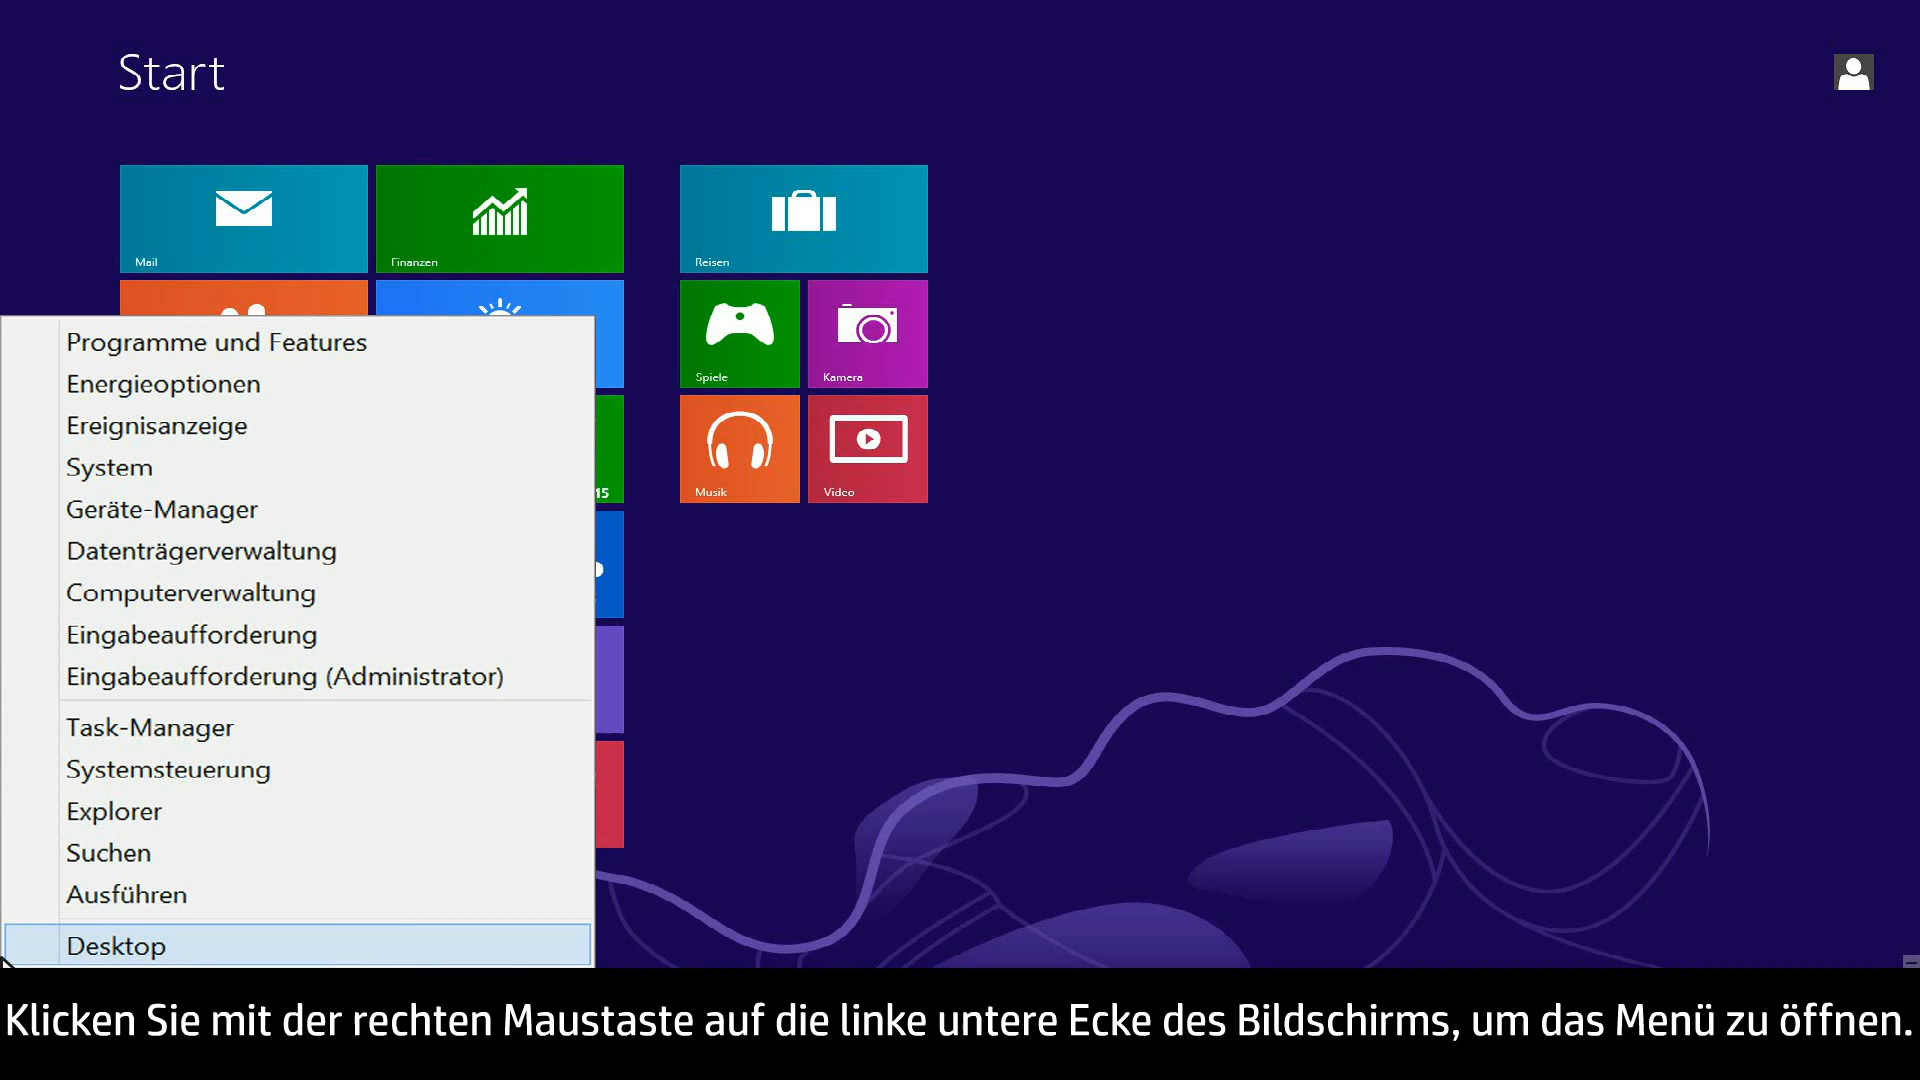 Start
Mail
Finanzen
Reisen
Spiele
Kamera
Musik
Video
15
Programme und Features
Energieoptionen
Ereignisanzeige
System
Geräte-Manager
Datenträgerverwaltung
Computerverwaltung
Eingabeaufforderung
Eingabeaufforderung (Administrator)
Task-Manager
Systemsteuerung
Explorer
Suchen
Ausführen
Desktop
Klicken Sie mit der rechten Maustaste auf die linke untere Ecke des Bildschirms, um das Menü zu öffnen.